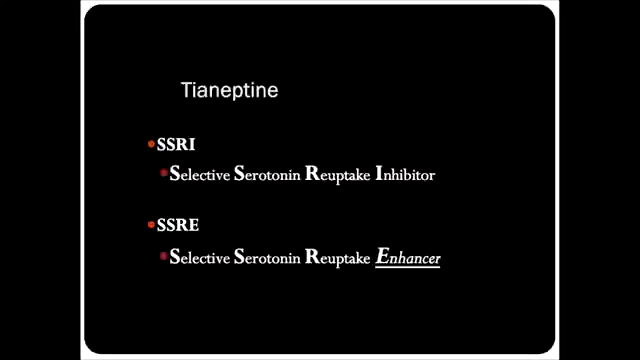 Tianeptine
SSRI
Selective Serotonin Reuptake Inhibitor
SSRE
Selective Serotonin Reuptake Enhancer